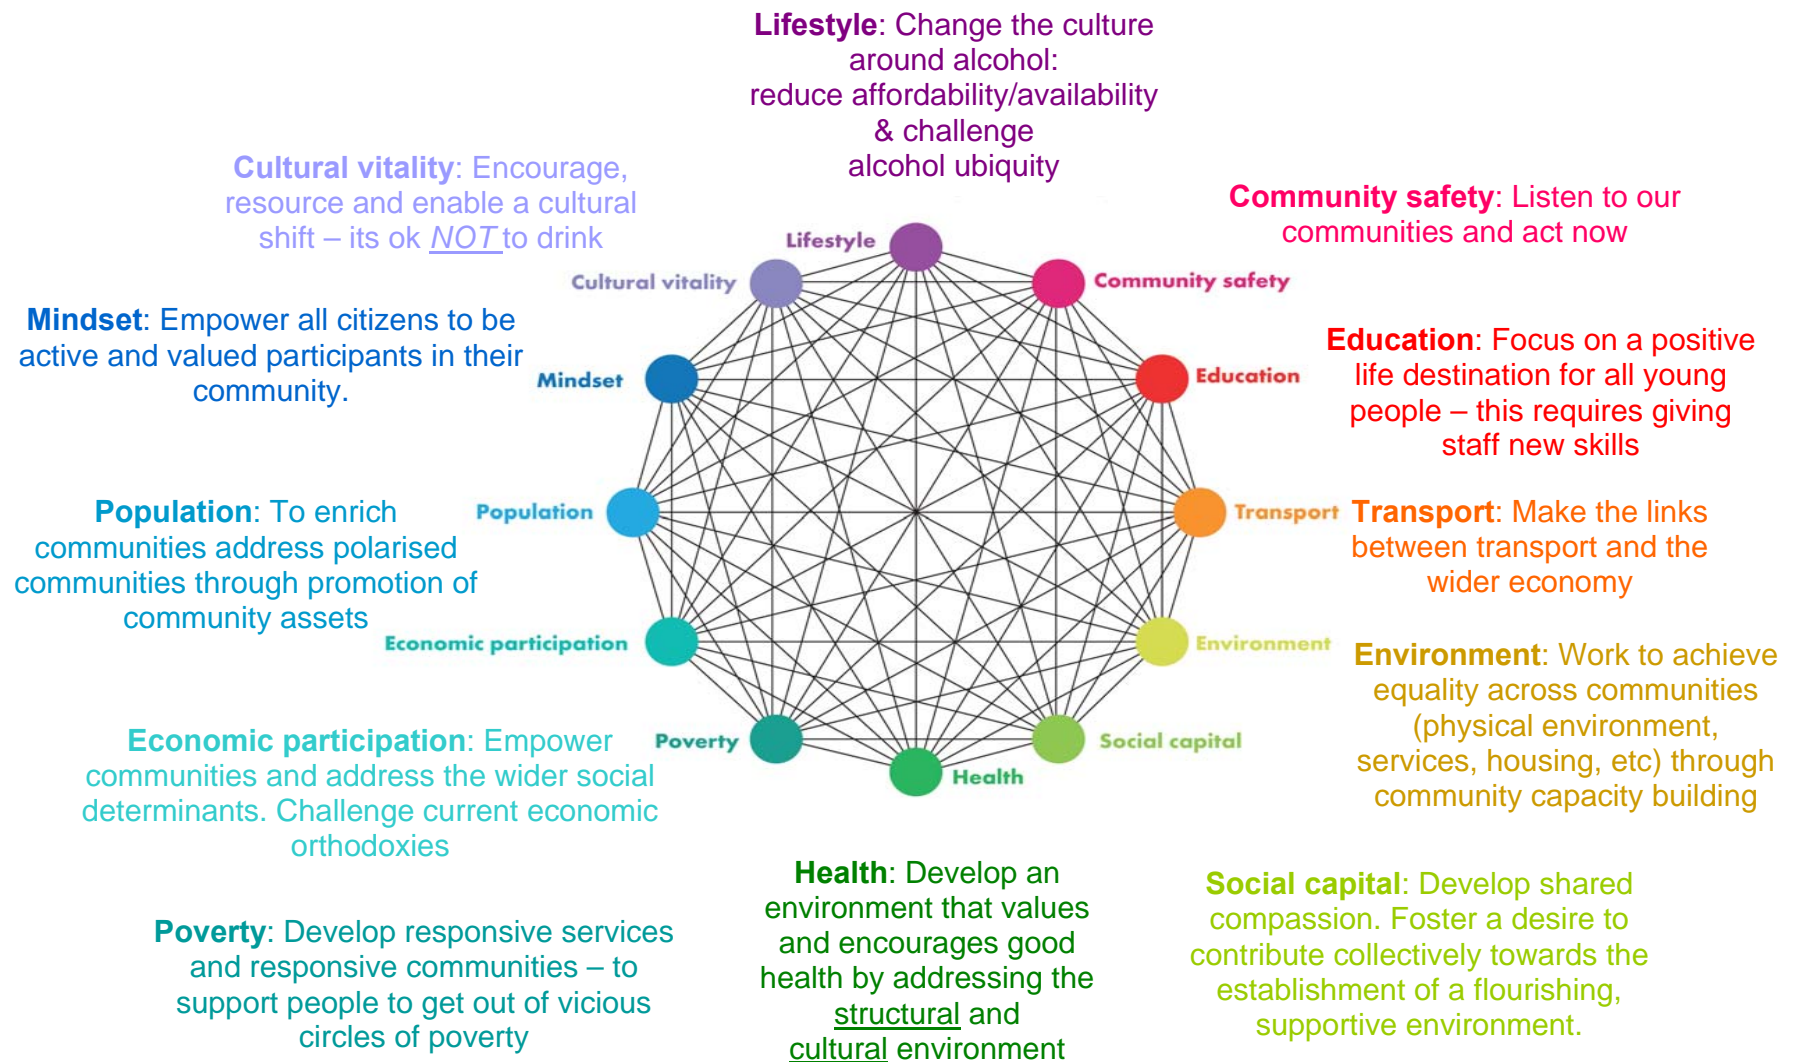 Lifestyle: Change the culture
around alcohol:
reduce affordability/availability
& challenge
alcohol ubiquity
Cultural vitality: Encourage,
resource and enable a cultural
shift – its ok NOT to drink
Community safety: Listen to our
communities and act now
Mindset: Empower all citizens to be
active and valued participants in their
community.
Education: Focus on a positive
life destination for all young
people – this requires giving
staff new skills
Population: To enrich
communities address polarised
communities through promotion of
community assets
Transport: Make the links
between transport and the
wider economy
Environment: Work to achieve
equality across communities
(physical environment,
services, housing, etc) through
community capacity building
Economic participation: Empower
communities and address the wider social
determinants. Challenge current economic
orthodoxies
Poverty: Develop responsive services
and responsive communities – to
support people to get out of vicious
circles of poverty
Health: Develop an
environment that values
and encourages good
health by addressing the
structural and
cultural environment
Social capital: Develop shared
compassion. Foster a desire to
contribute collectively towards the
establishment of a flourishing,
supportive environment.
Lifestyle
Cultural vitality
Community safety
Mindset
Education
Population
Transport
Economic participation
Environment
Poverty
Social capital
Health